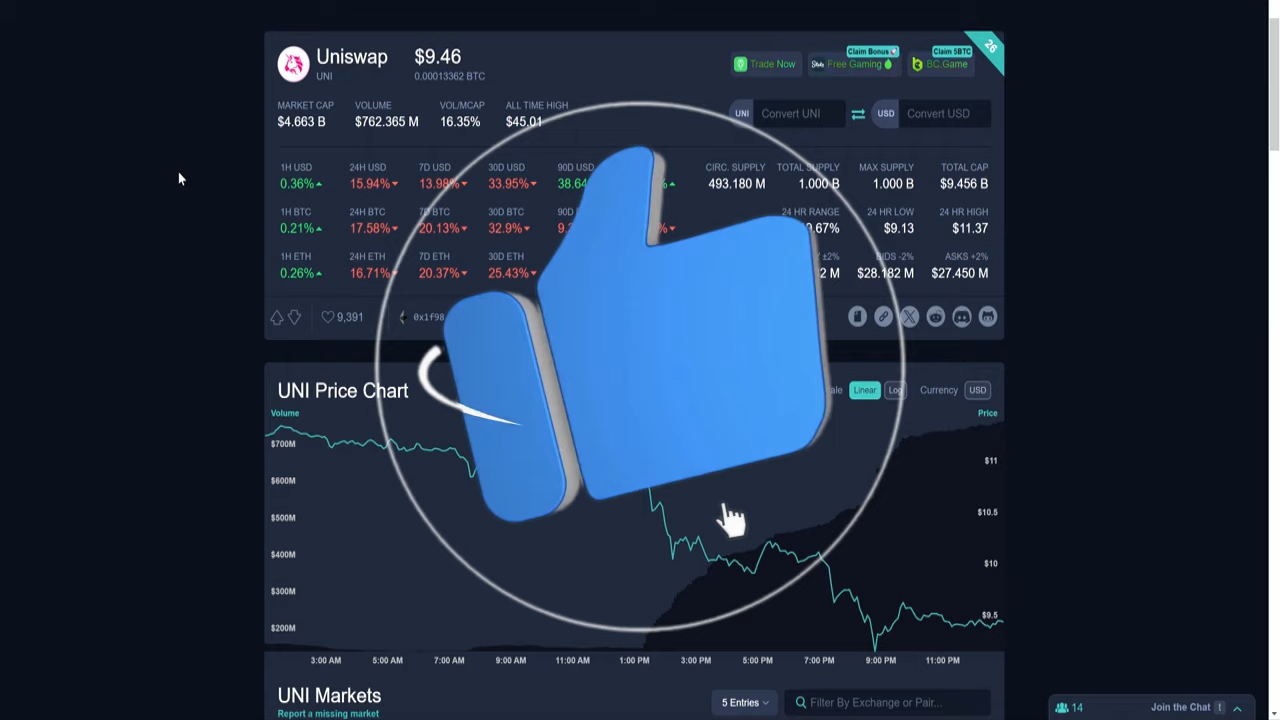 Uniswap
$9.46
UNI
0.00013362 BTC
26
Claim Bonus
Claim 5BTC
Trade Now
Free Gaming
BC.Game
MARKET CAP
VOLUME
VOL/MCAP
ALL TIME HIGH
$4.663 B
$762.365 M
16.35%
$45.01
UNI
Convert UNI
USD
Convert USD
1H USD
24H USD
7D USD
30D USD
90D USD
CIRC. SUPPLY
TOTAL SUPPLY
MAX SUPPLY
TOTAL CAP
0.36%
15.94%
13.98%
33.95%
38.64
493.180 M
1.000 B
1.000 B
$9.456 B
1H BTC
24H BTC
7D BTC
30D BTC
24 HR RANGE
24 HR LOW
24 HR HIGH
0.21%
17.58%
20.13%
32.9%
$9.13
$11.37
1H ETH
24H ETH
7D ETH
30D ETH
±2%
BIDS -2%
ASKS +2%
0.26%
16.71%
20.37%
25.43%
2 M
$28.182 M
$27.450 M
9,391
0x1f98
UNI Price Chart
Linear
Log
Currency
USD
Volume
Price
$700M
$11
$600M
$500M
$10.5
$400M
$10
$300M
$9.5
$200M
3:00 AM
5:00 AM
7:00 AM
9:00 AM
11:00 AM
1:00 PM
3:00 PM
5:00 PM
7:00 PM
9:00 PM
11:00 PM
UNI Markets
Report a missing market
5 Entries
Filter By Exchange or Pair...
14
Join the Chat
t